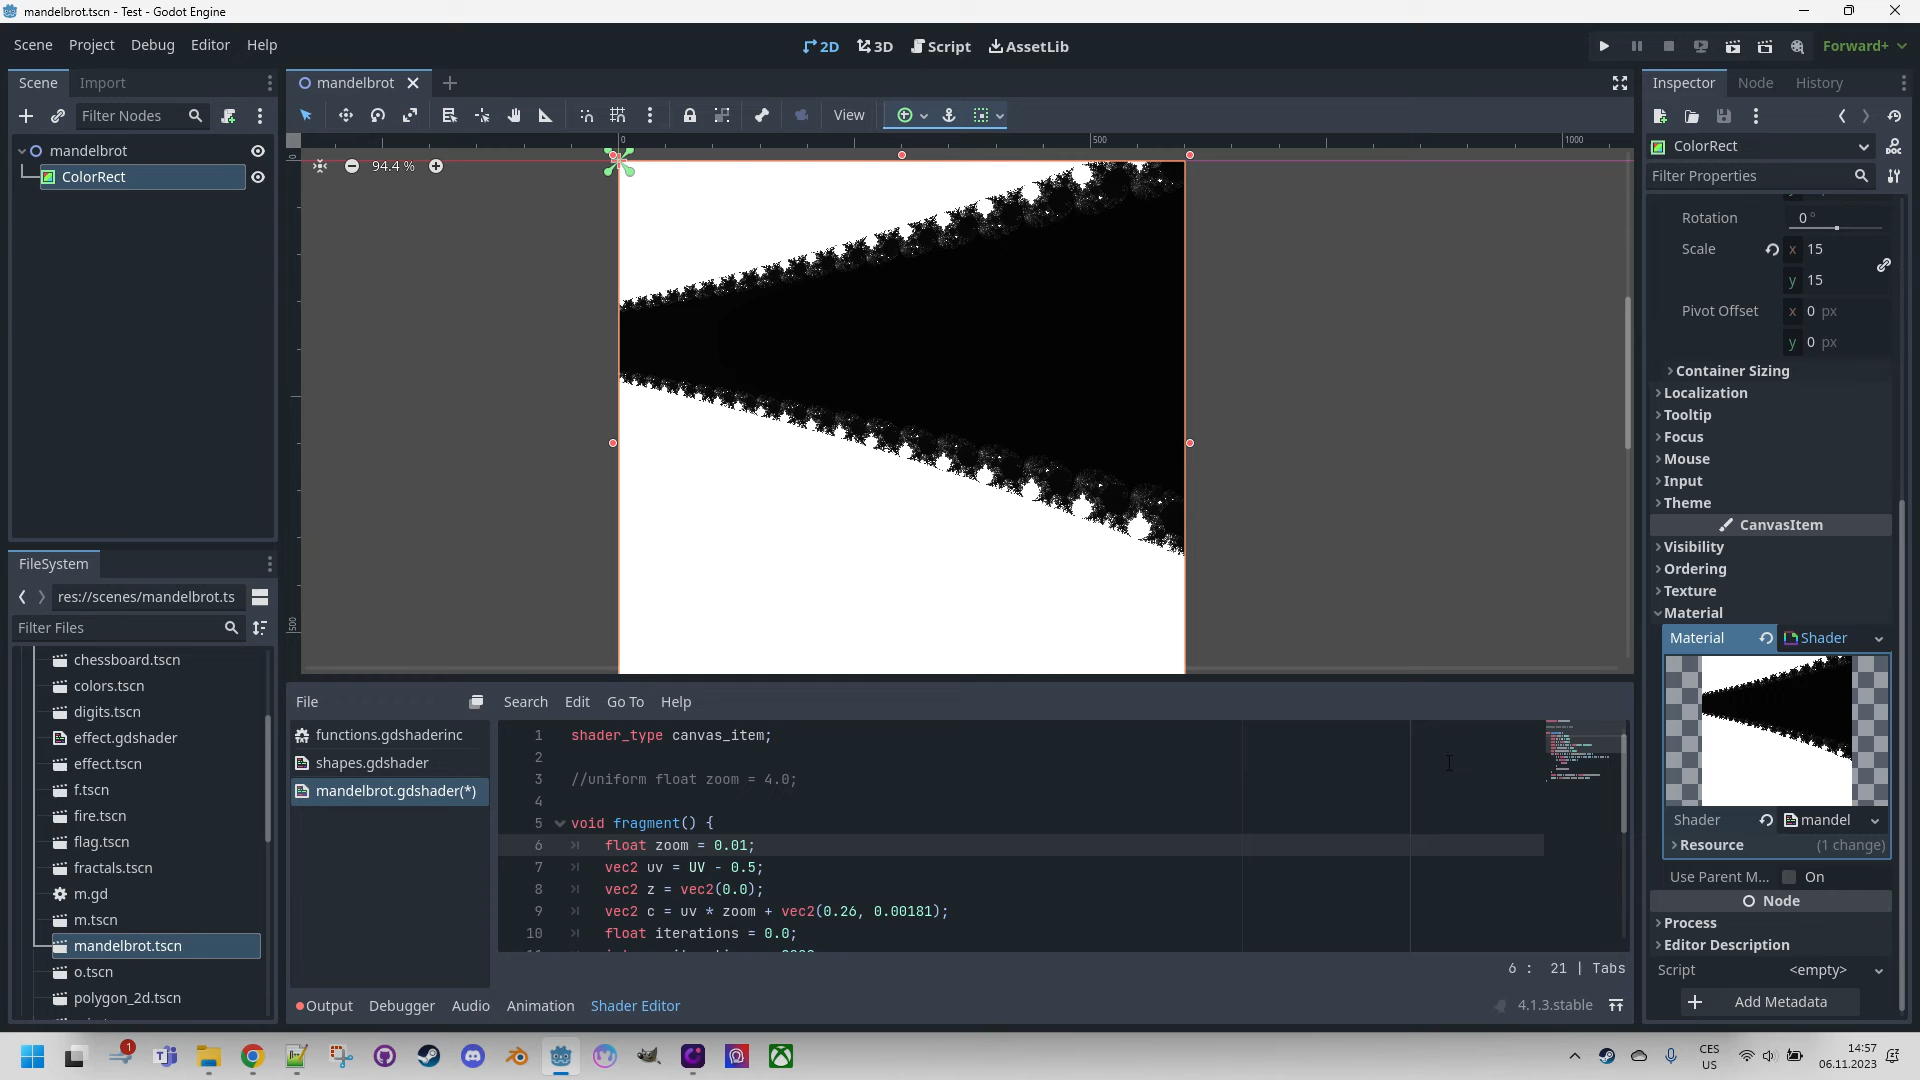 mandelbrot.tscn - Test - Godot Engine
Scene Project Debug Editor Help
2D 3D Script AssetLib
Forward+
Scene Import
mandelbrot
Inspector Node History
Filter Nodes
View
mandelbrot
ColorRect
94.4 %
0 500 1000
0
500
ColorRect
Filter Properties
Rotation 0 °
Scale x 15
y 15
Pivot Offset x 0 px
y 0 px
Container Sizing
Localization
Tooltip
Focus
Mouse
Input
Theme
CanvasItem
Visibility
Ordering
Texture
Material
Material Shader
Shader mandel
Resource (1 change)
Use Parent M... On
Node
Process
Editor Description
Script <empty>
Add Metadata
FileSystem
res://scenes/mandelbrot.ts
Filter Files
chessboard.tscn
colors.tscn
digits.tscn
effect.gdshader
effect.tscn
f.tscn
fire.tscn
flag.tscn
fractals.tscn
m.gd
m.tscn
mandelbrot.tscn
o.tscn
polygon_2d.tscn
File
functions.gdshaderinc
shapes.gdshader
mandelbrot.gdshader(*)
Search Edit Go To Help
1 shader_type canvas_item;
2
3 //uniform float zoom = 4.0;
4
5 void fragment() {
6 float zoom = 0.01;
7 vec2 uv = UV - 0.5;
8 vec2 z = vec2(0.0);
9 vec2 c = uv * zoom + vec2(0.26, 0.00181);
10 float iterations = 0.0;
6 : 21 | Tabs
Output Debugger Audio Animation Shader Editor
4.1.3.stable
1
CES
US
14:57
06.11.2023